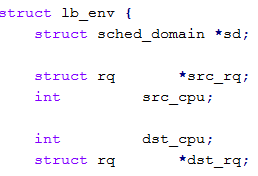 struct lb_env {
struct sched_domain *sd;
struct rq *src_rq;
int src_cpu;
int dst_cpu;
struct rq *dst_rq;